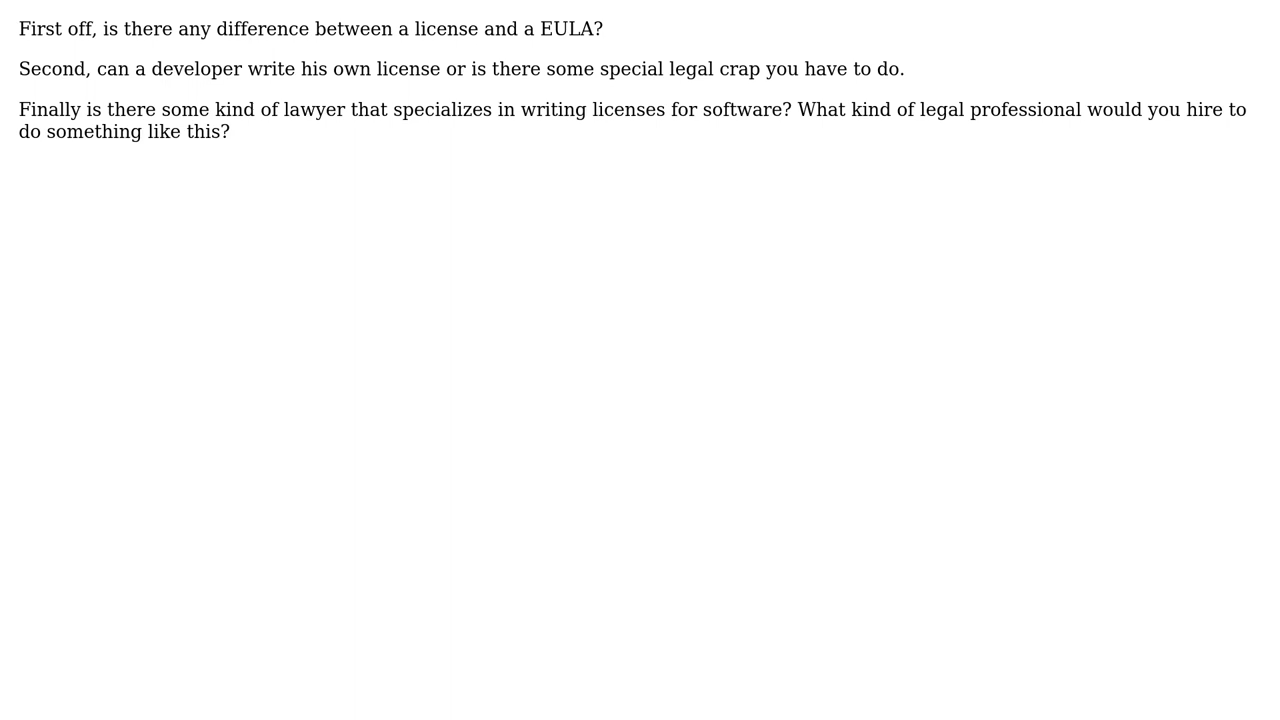 First off, is there any difference between a license and a EULA?
Second, can a developer write his own license or is there some special legal crap you have to do.
Finally is there some kind of lawyer that specializes in writing licenses for software? What kind of legal professional would you hire to
do something like this?